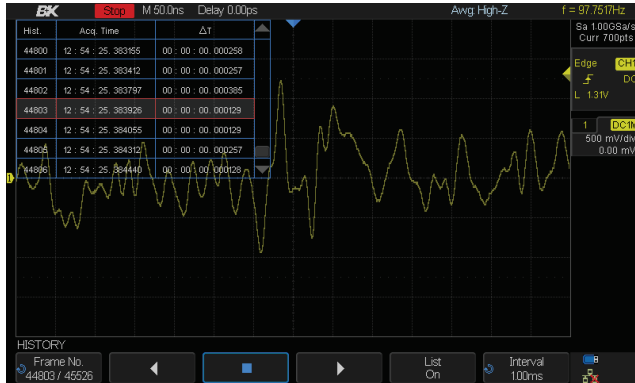 BK Stop M 50.0ns Delay 0.00ps Awg: High-Z f = 97.7517Hz
Sa 1.00GSa/s
Curr 700pts
Hist. Acq. Time ΔT
44800 12 : 54 : 25. 383155 00 : 00 : 00. 000258
44801 12 : 54 : 25. 383412 00 : 00 : 00. 000257
44802 12 : 54 : 25. 383797 00 : 00 : 00. 000385
44803 12 : 54 : 25. 383926 00 : 00 : 00. 000129
44804 12 : 54 : 25. 384055 00 : 00 : 00. 000129
44805 12 : 54 : 25. 384312 00 : 00 : 00. 000257
44806 12 : 54 : 25. 384440 00 : 00 : 00. 000128
Edge CH1
DC
L 1.31V
1 DC1M
500 mV/div
0.00 mV
1
HISTORY
Frame No.
44803 / 45526
List
On
Interval
1.00ms